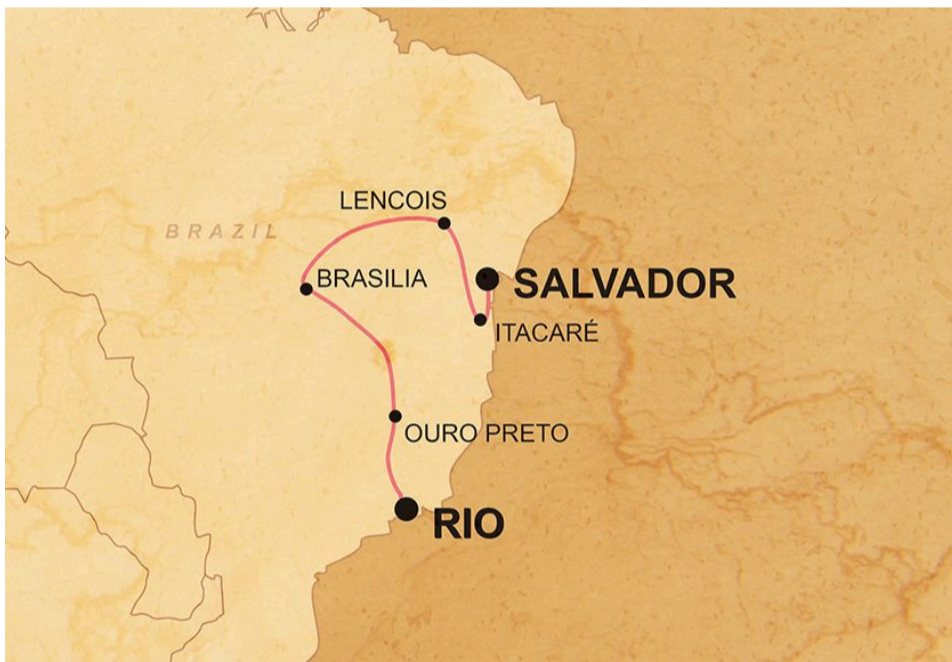 LENCOIS
BRAZIL
BRASILIA
SALVADOR
ITACARÉ
OURO PRETO
RIO